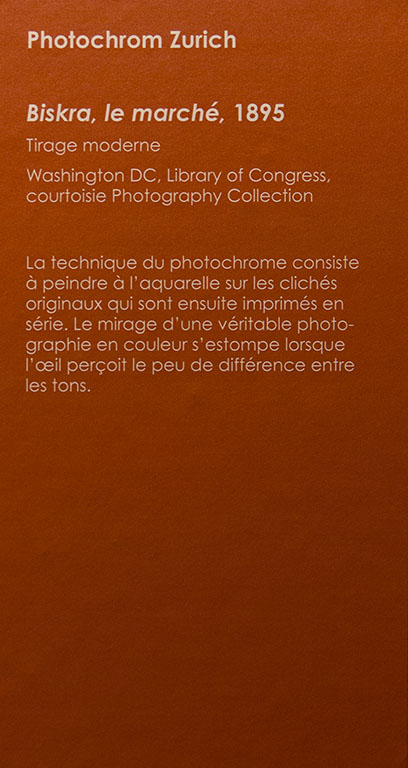 Photochrom Zurich
Biskra, le marché, 1895
Tirage moderne
Washington DC, Library of Congress,
courtoisie Photography Collection
La technique du photochrome consiste
à peindre à l'aquarelle sur les clichés
originaux qui sont ensuite imprimés en
série. Le mirage d'une véritable photo-
graphie en couleur s'estompe lorsque
l'œil perçoit le peu de différence entre
les tons.